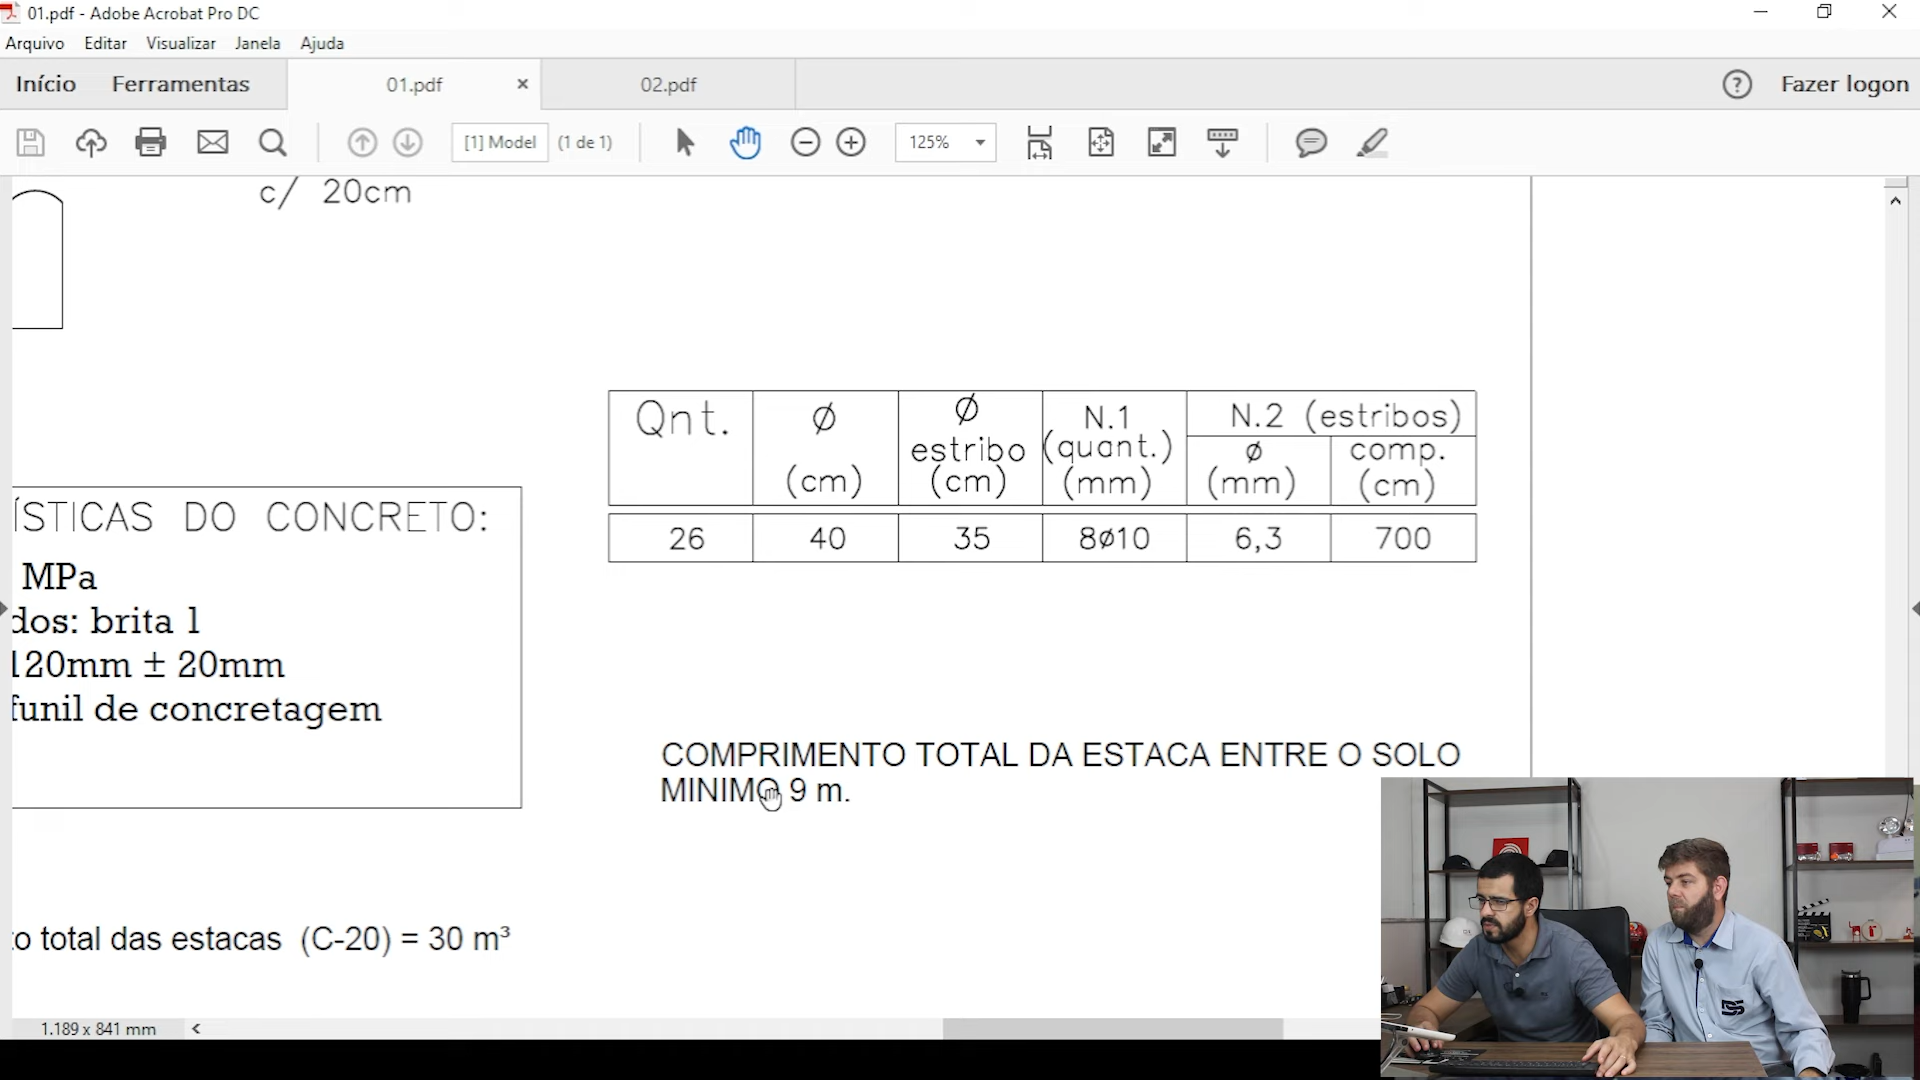 01.pdf - Adobe Acrobat Pro DC
Arquivo Editar Visualizar Janela Ajuda
Início Ferramentas 01.pdf 02.pdf Fazer logon
[1] Model (1 de 1) 125%
c/ 20cm
Qnt. Ø (cm) Ø estribo (cm) N.1 (quant.) (mm) N.2 (estribos) ø (mm) comp. (cm)
26 40 35 8ø10 6,3 700
ÍSTICAS DO CONCRETO:
MPa
dos: brita 1
120mm ± 20mm
funil de concretagem
COMPRIMENTO TOTAL DA ESTACA ENTRE O SOLO
MINIMO 9 m.
o total das estacas (C-20) = 30 m³
1.189 x 841 mm